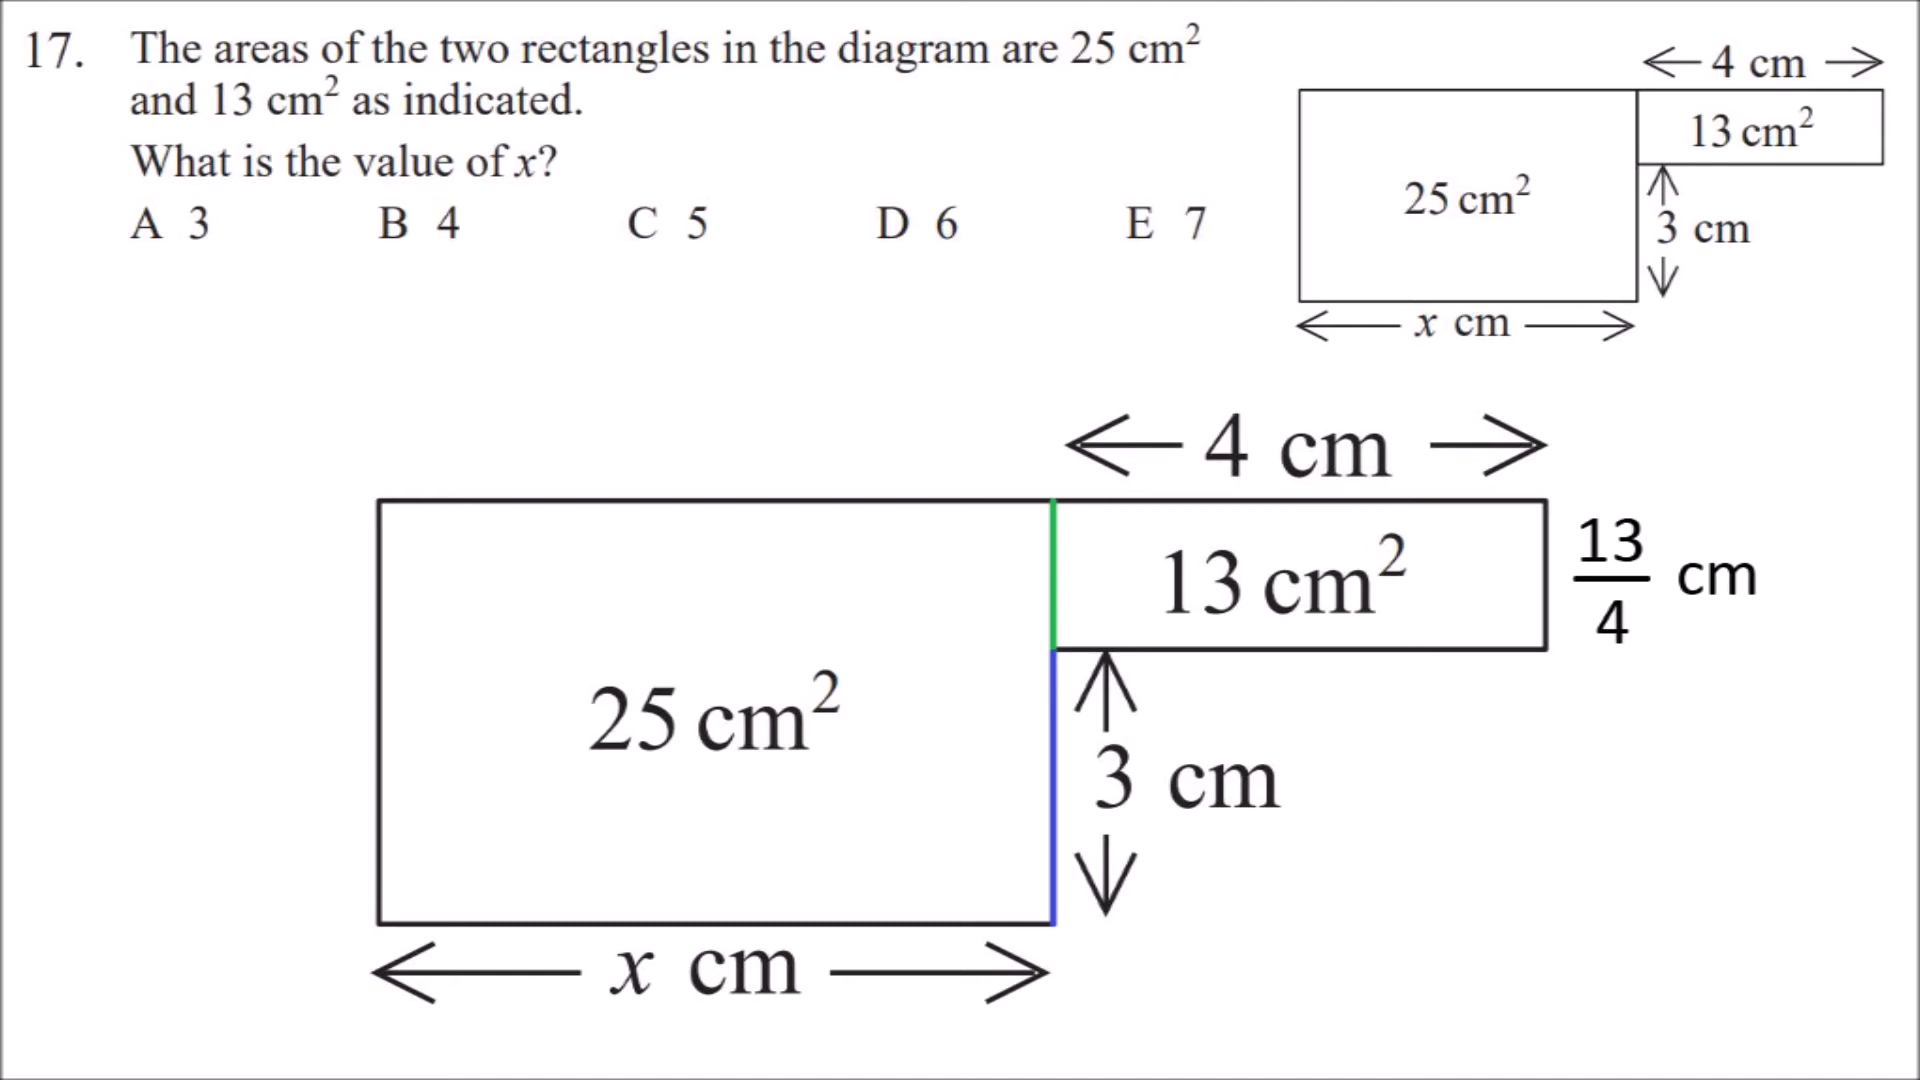 17. The areas of the two rectangles in the diagram are 25 cm²
and 13 cm² as indicated.
What is the value of x?
A 3 B 4 C 5 D 6 E 7
4 cm
13 cm²
25 cm²
3 cm
x cm
4 cm
13 cm²
13/4 cm
25 cm²
3 cm
x cm